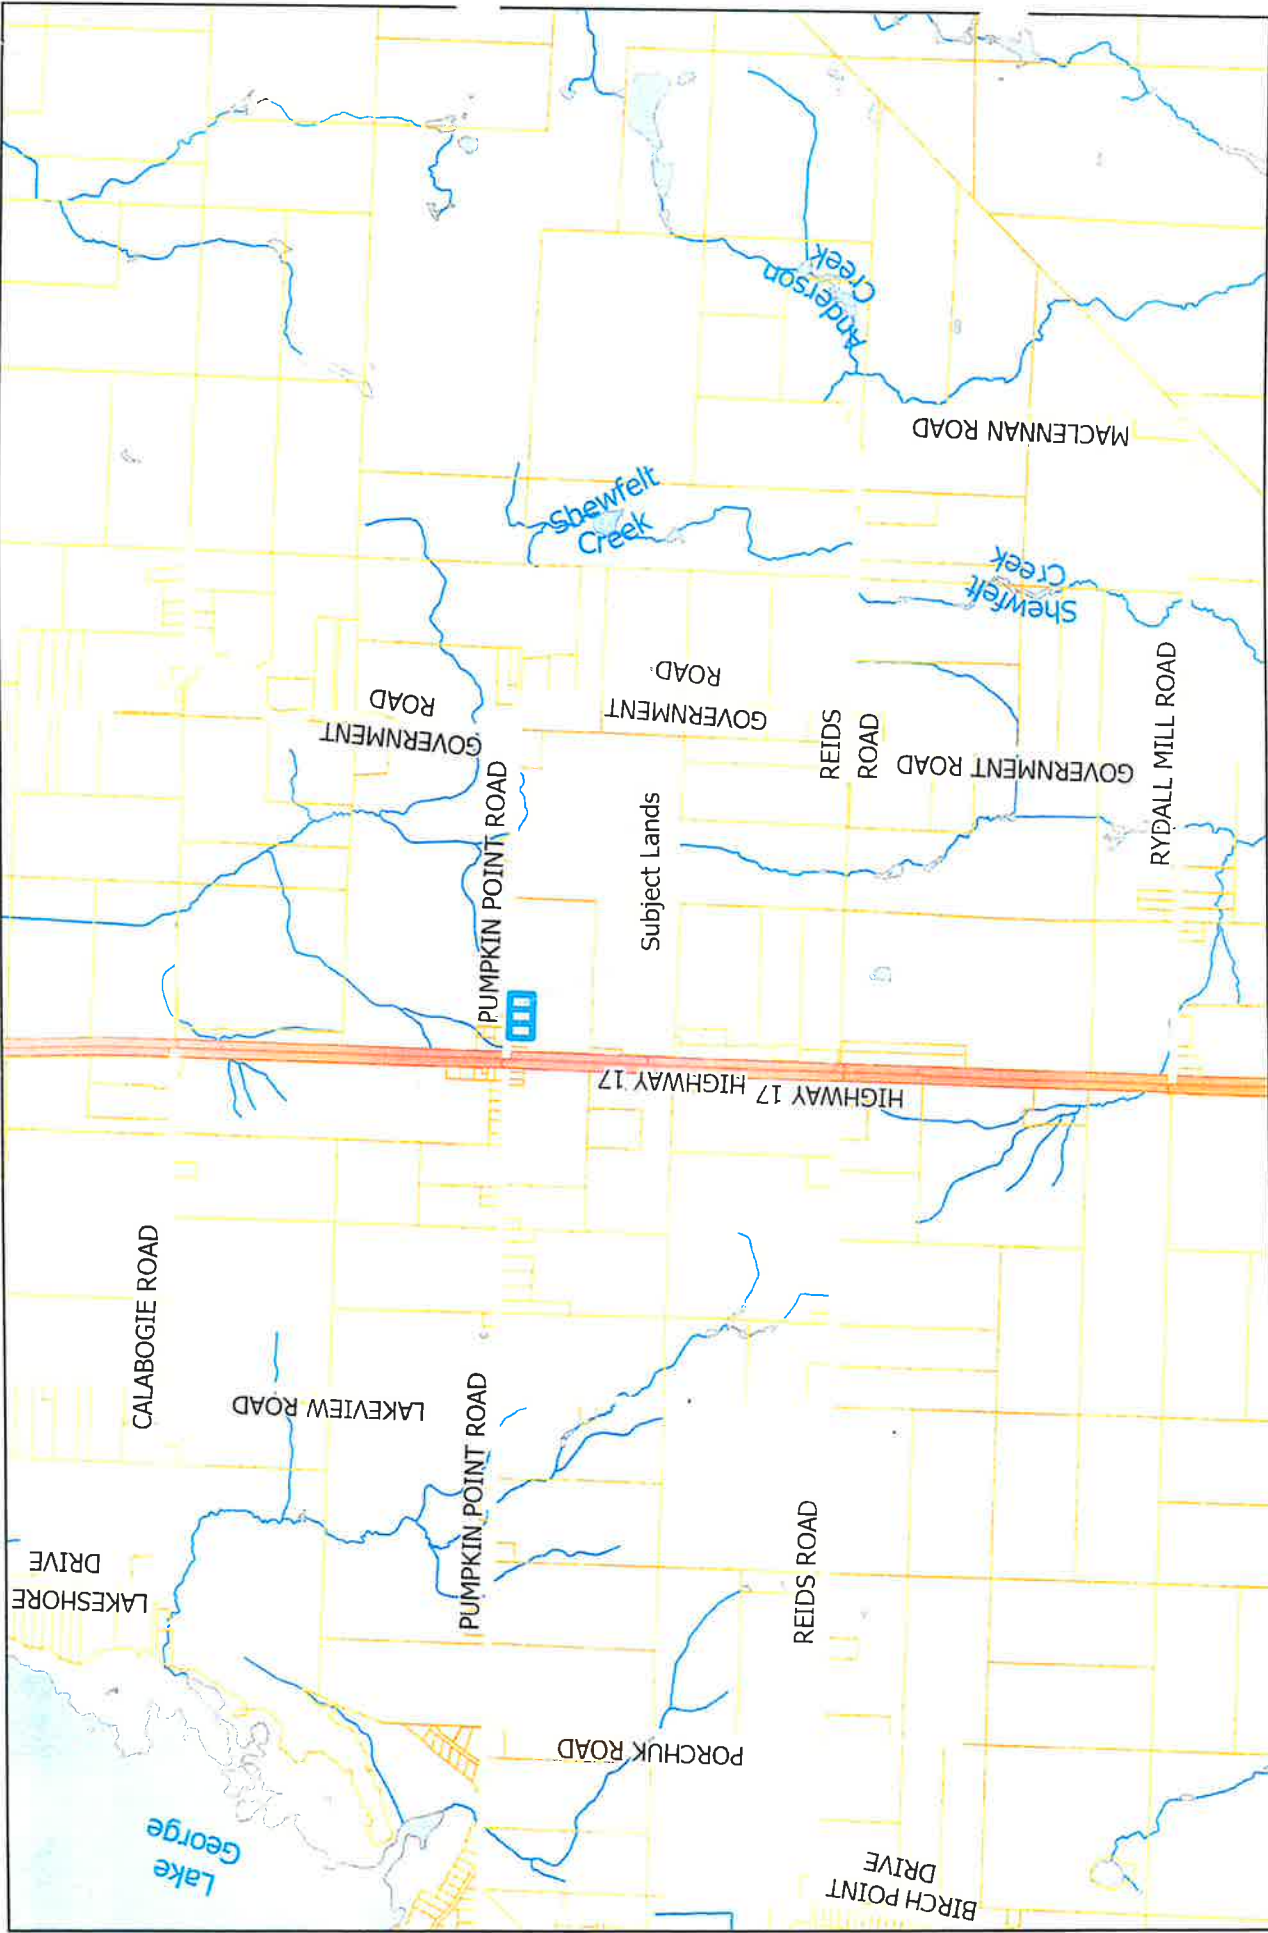 Anderson
Creek
MACLENNAN ROAD
Shewfelt
Creek
Shewfelt
Creek
GOVERNMENT
ROAD
GOVERNMENT
ROAD
GOVERNMENT ROAD
REIDS
ROAD
RYDALL MILL ROAD
PUMPKIN POINT ROAD
Subject Lands
HIGHWAY 17
HIGHWAY 17
CALABOGIE ROAD
LAKEVIEW ROAD
PUMPKIN POINT ROAD
REIDS ROAD
LAKESHORE
DRIVE
PORCHUK ROAD
Lake
George
BIRCH POINT
DRIVE